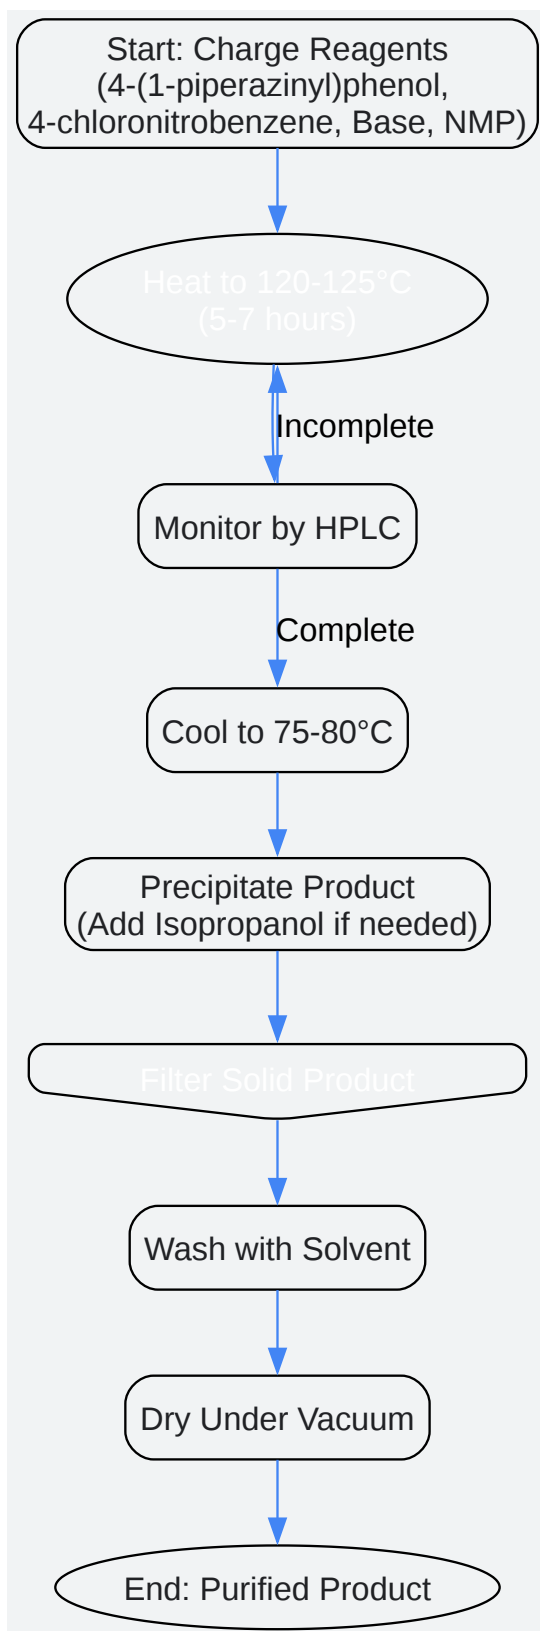 Start: Charge Reagents
(4-(1-piperazinyl)phenol,
4-chloronitrobenzene, Base, NMP)
Heat to 120-125°C
(5-7 hours)
Incomplete
Monitor by HPLC
Complete
Cool to 75-80°C
Precipitate Product
(Add Isopropanol if needed)
Filter Solid Product
Wash with Solvent
Dry Under Vacuum
End: Purified Product